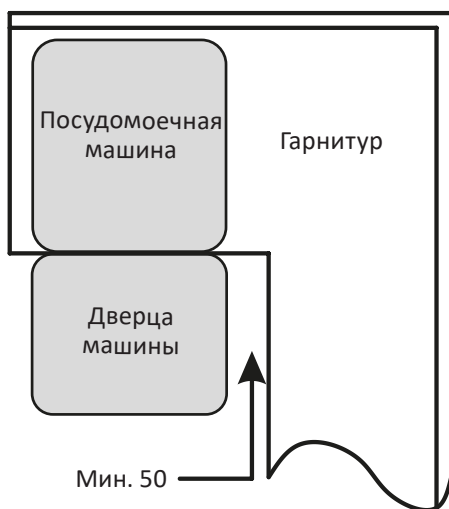 Посудомоечная
машина
Гарнитур
Дверца
машины
Мин. 50